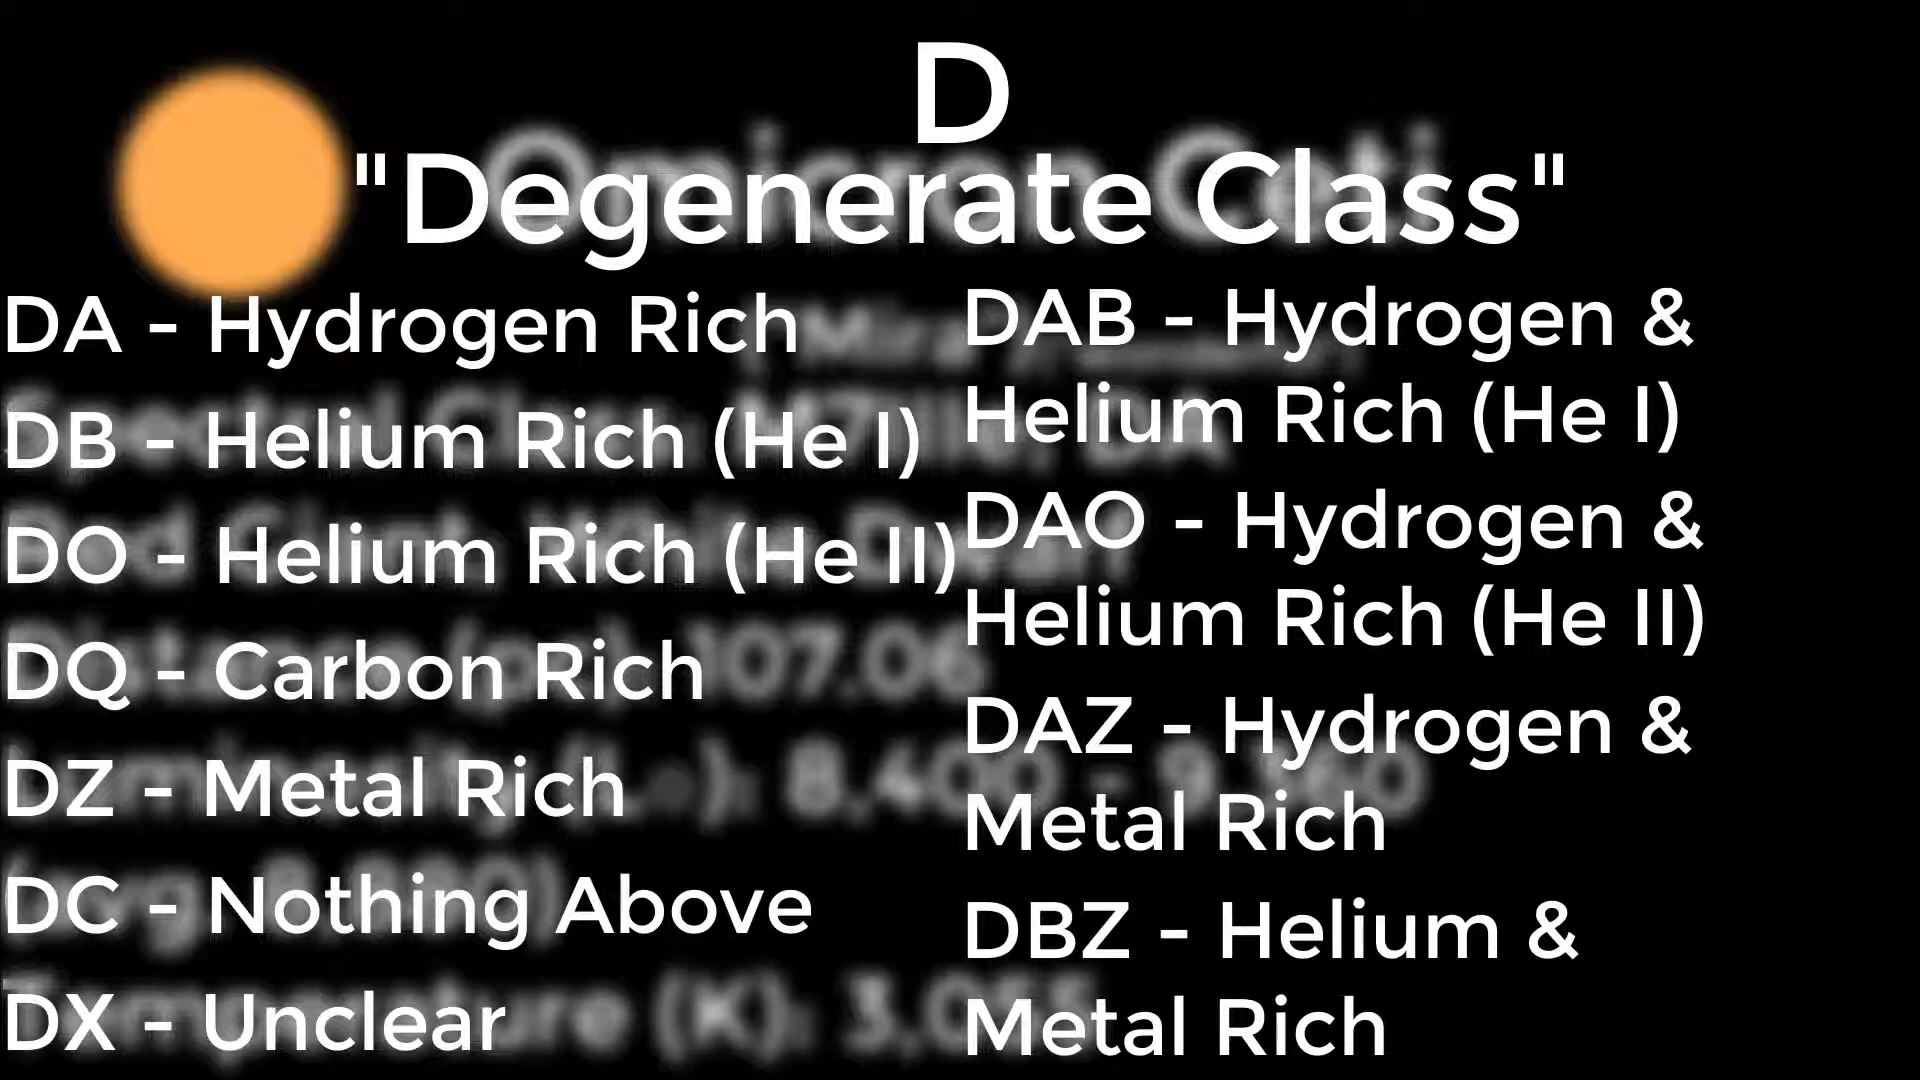 D
"Degenerate Class"
DA - Hydrogen Rich
DB - Helium Rich (He I)
DO - Helium Rich (He II)
DQ - Carbon Rich
DZ - Metal Rich
DC - Nothing Above
DX - Unclear
DAB - Hydrogen &
Helium Rich (He I)
DAO - Hydrogen &
Helium Rich (He II)
DAZ - Hydrogen &
Metal Rich
DBZ - Helium &
Metal Rich